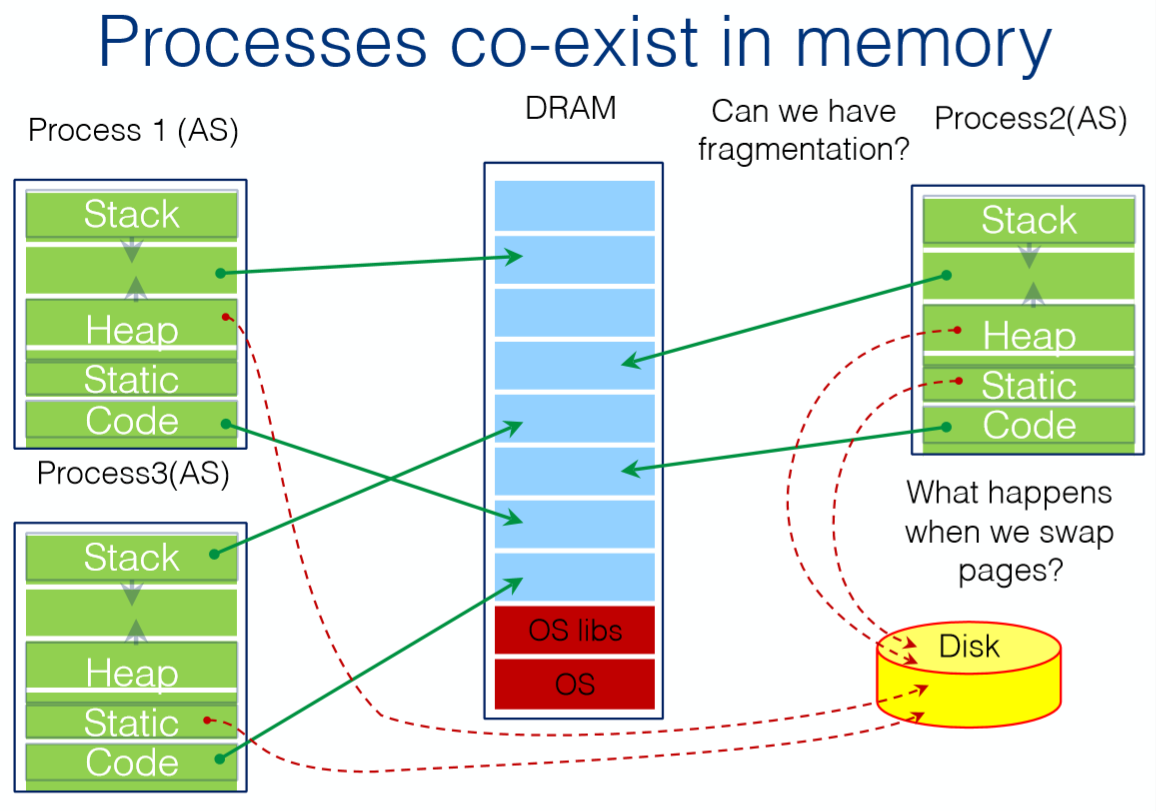 Processes co-exist in memory
Process 1 (AS)
DRAM
Can we have
fragmentation?
Process2(AS)
Stack
Heap
Static
Code
Stack
Heap
Static
Code
Process3(AS)
Stack
Heap
Static
Code
OS libs
OS
What happens
when we swap
pages?
Disk